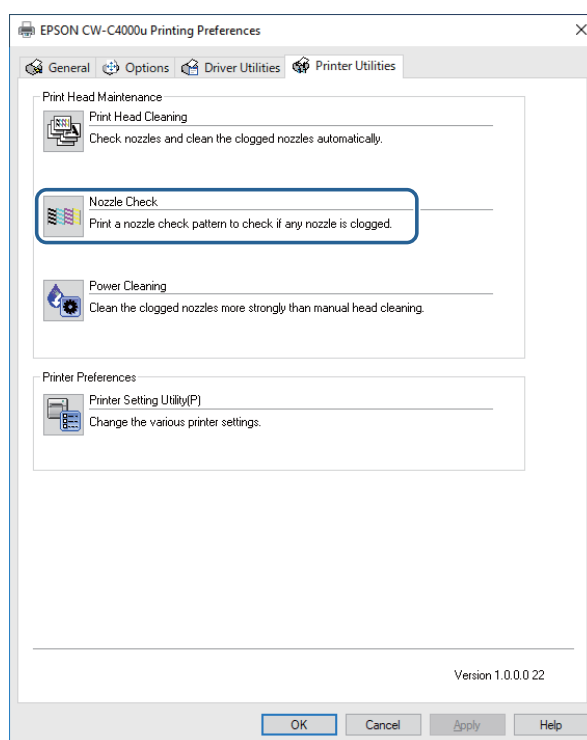 EPSON CW-C4000u Printing Preferences
General Options Driver Utilities Printer Utilities
Print Head Maintenance
Print Head Cleaning
Check nozzles and clean the clogged nozzles automatically.
Nozzle Check
Print a nozzle check pattern to check if any nozzle is clogged.
Power Cleaning
Clean the clogged nozzles more strongly than manual head cleaning.
Printer Preferences
Printer Setting Utility(P)
Change the various printer settings.
Version 1.0.0.0 22
OK Cancel Apply Help